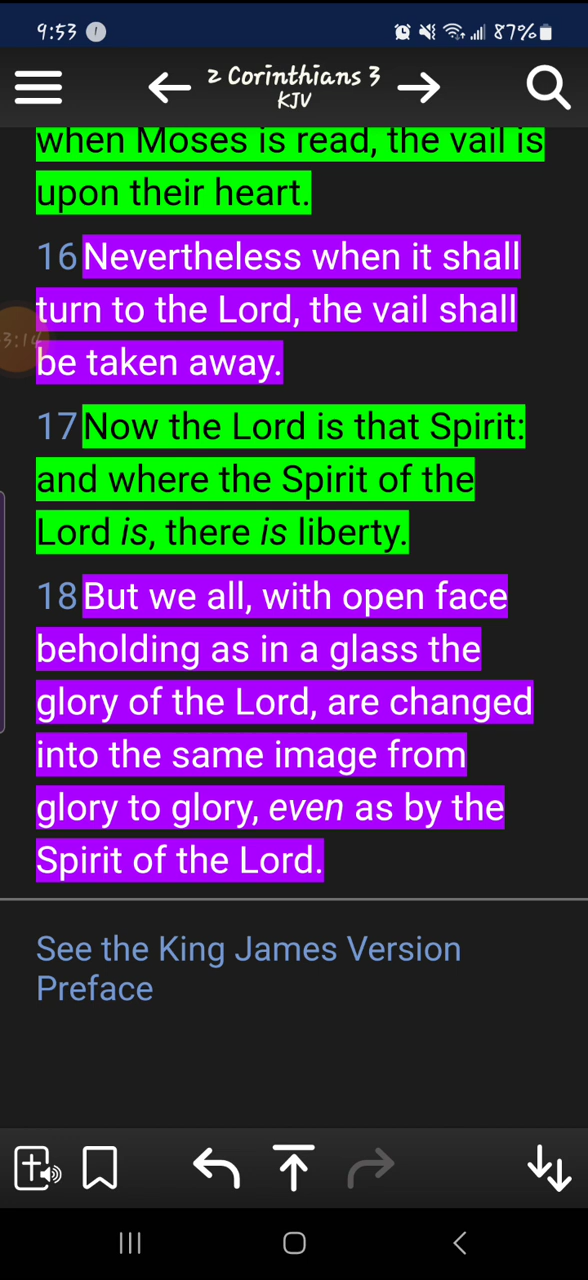 9:53
87%
2 Corinthians 3
KJV
when Moses is read, the vail is
upon their heart.
16 Nevertheless when it shall
turn to the Lord, the vail shall
be taken away.
17 Now the Lord is that Spirit:
and where the Spirit of the
Lord is, there is liberty.
18 But we all, with open face
beholding as in a glass the
glory of the Lord, are changed
into the same image from
glory to glory, even as by the
Spirit of the Lord.
See the King James Version
Preface